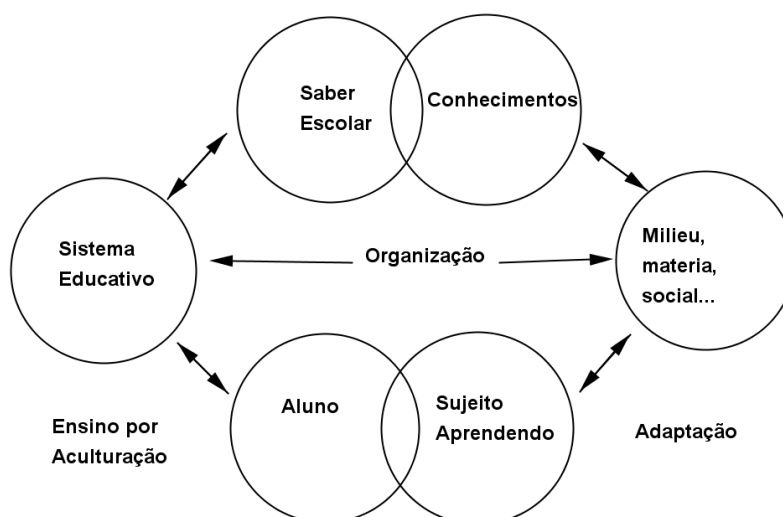 Saber
Escolar
Conhecimentos
Sistema
Educativo
Organização
Milieu,
materia,
social...
Aluno
Sujeito
Aprendendo
Ensino por
Aculturação
Adaptação